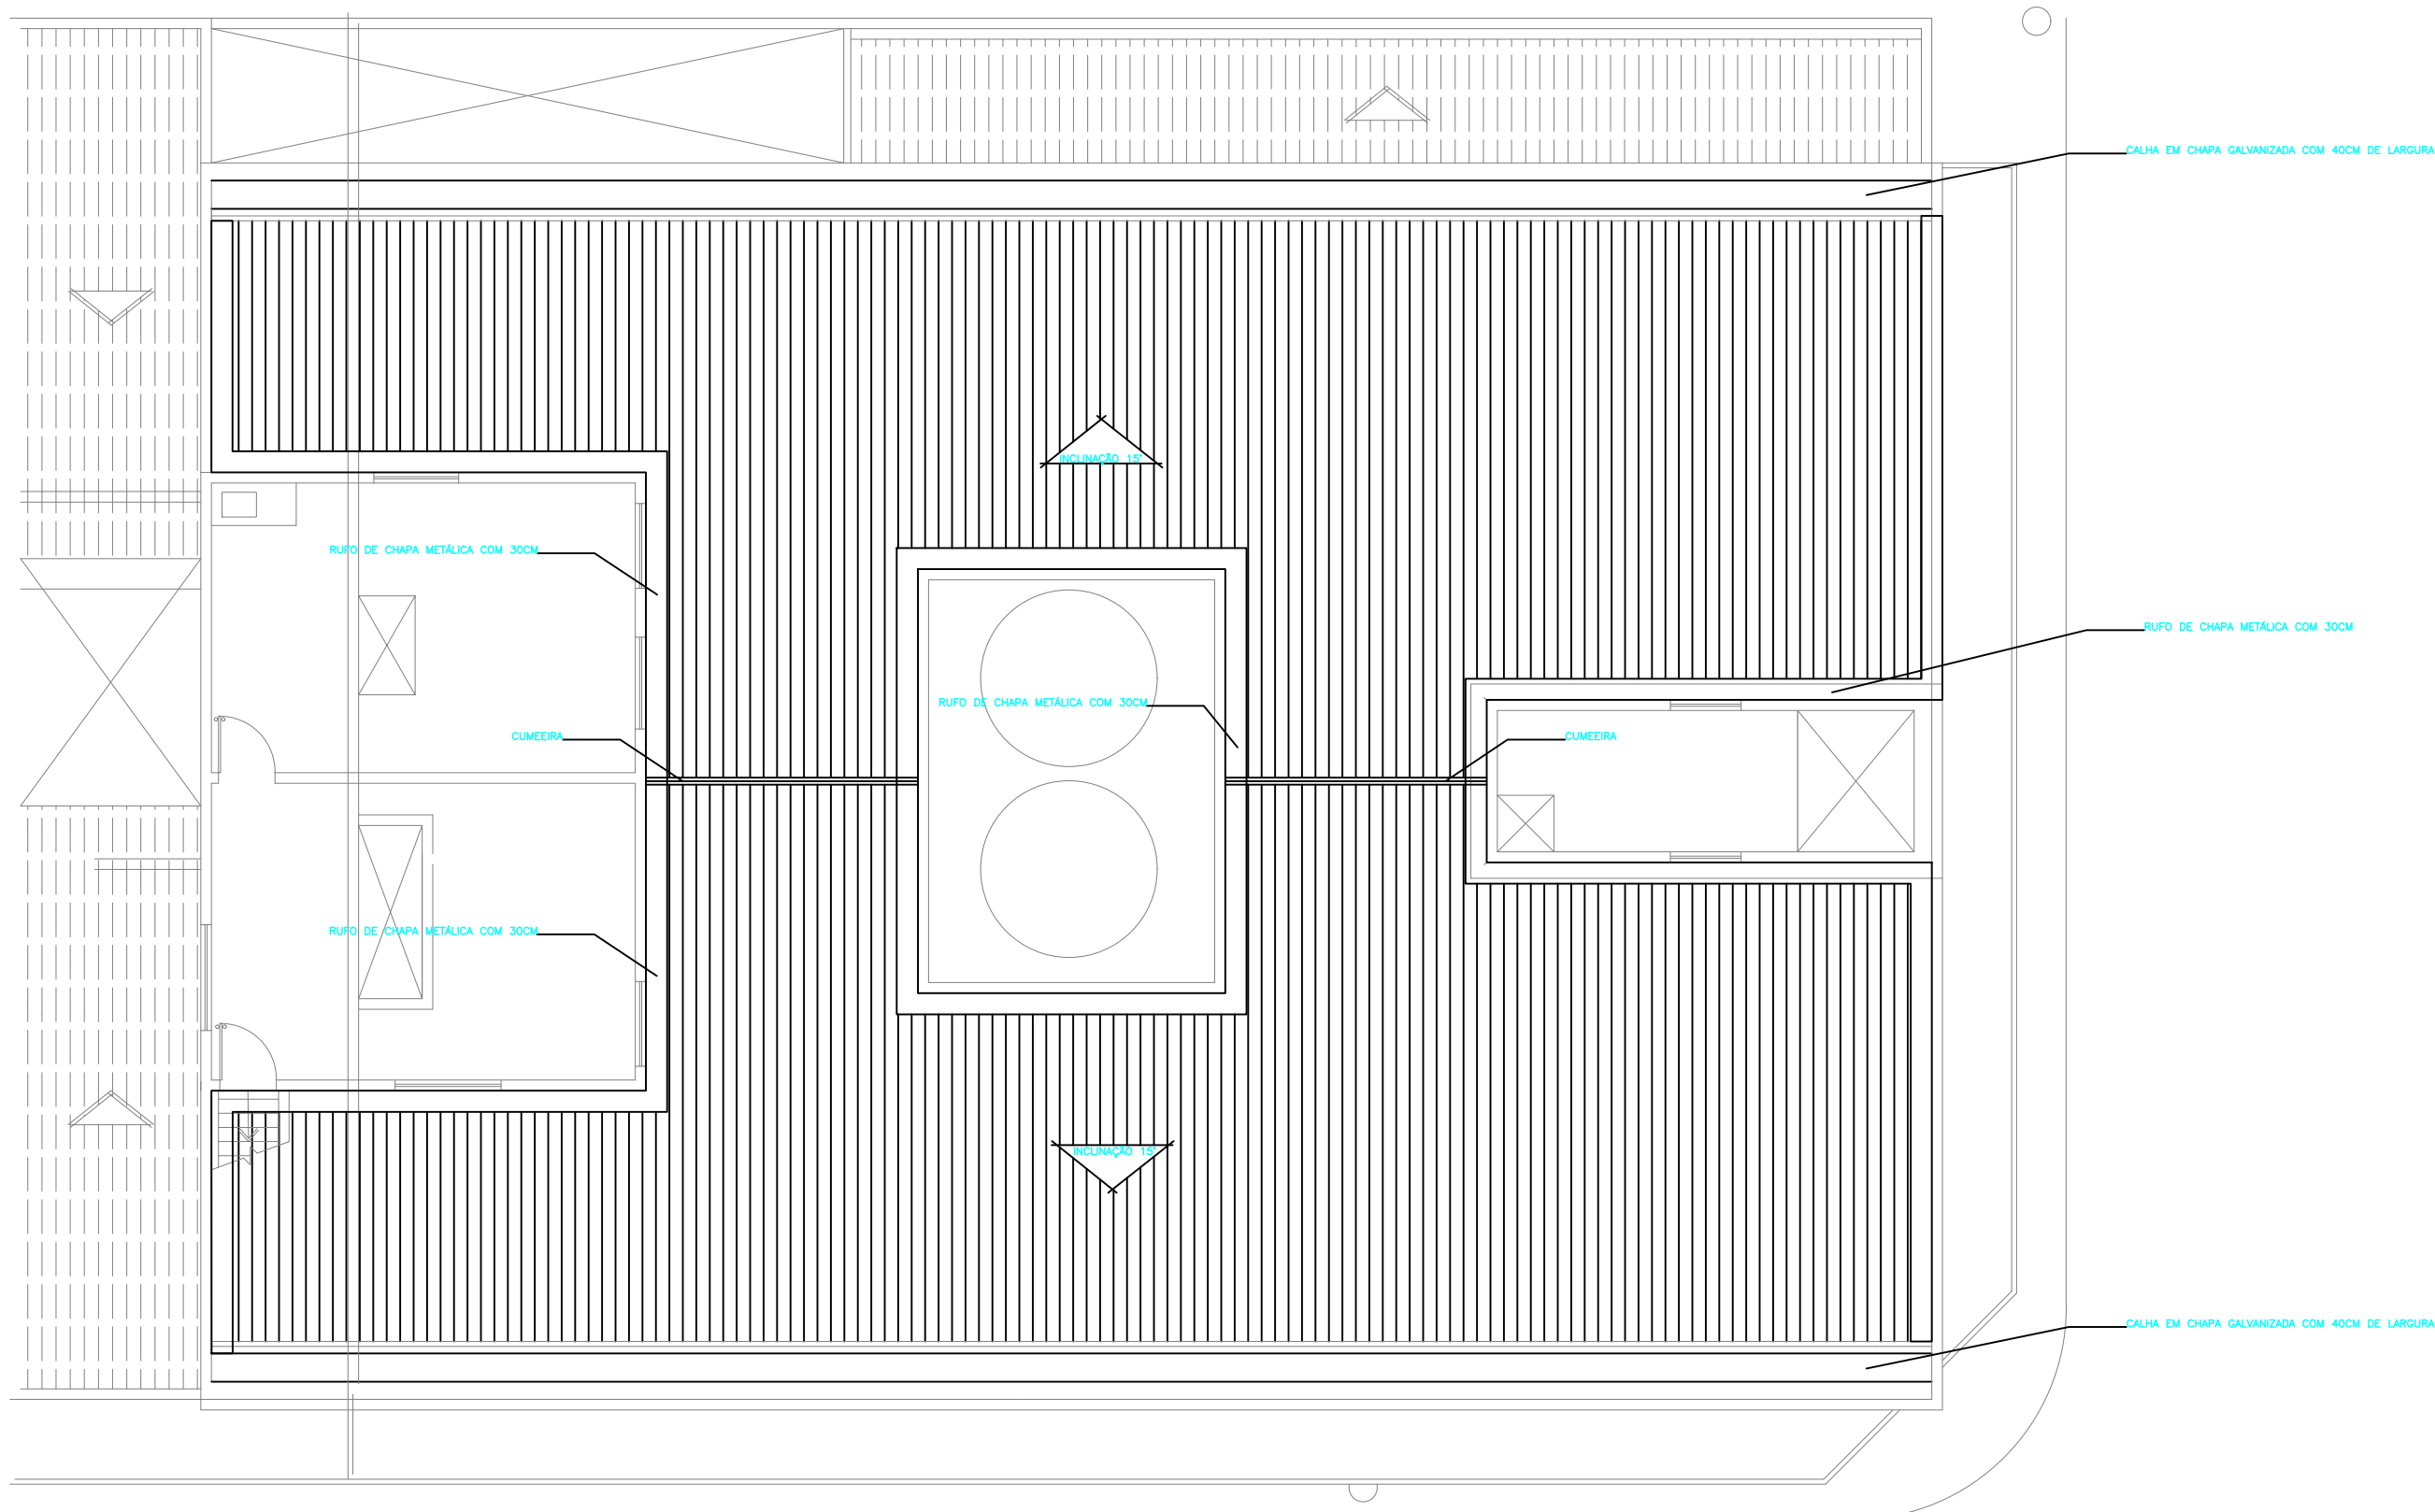 CALHA EM CHAPA GALVANIZADA COM 40CM DE LARGURA
INCLINAÇÃO 15°
RUFO DE CHAPA METÁLICA COM 30CM
RUFO DE CHAPA METÁLICA COM 30CM
RUFO DE CHAPA METÁLICA COM 30CM
CUMEEIRA
CUMEEIRA
RUFO DE CHAPA METÁLICA COM 30CM
INCLINAÇÃO 15°
CALHA EM CHAPA GALVANIZADA COM 40CM DE LARGURA